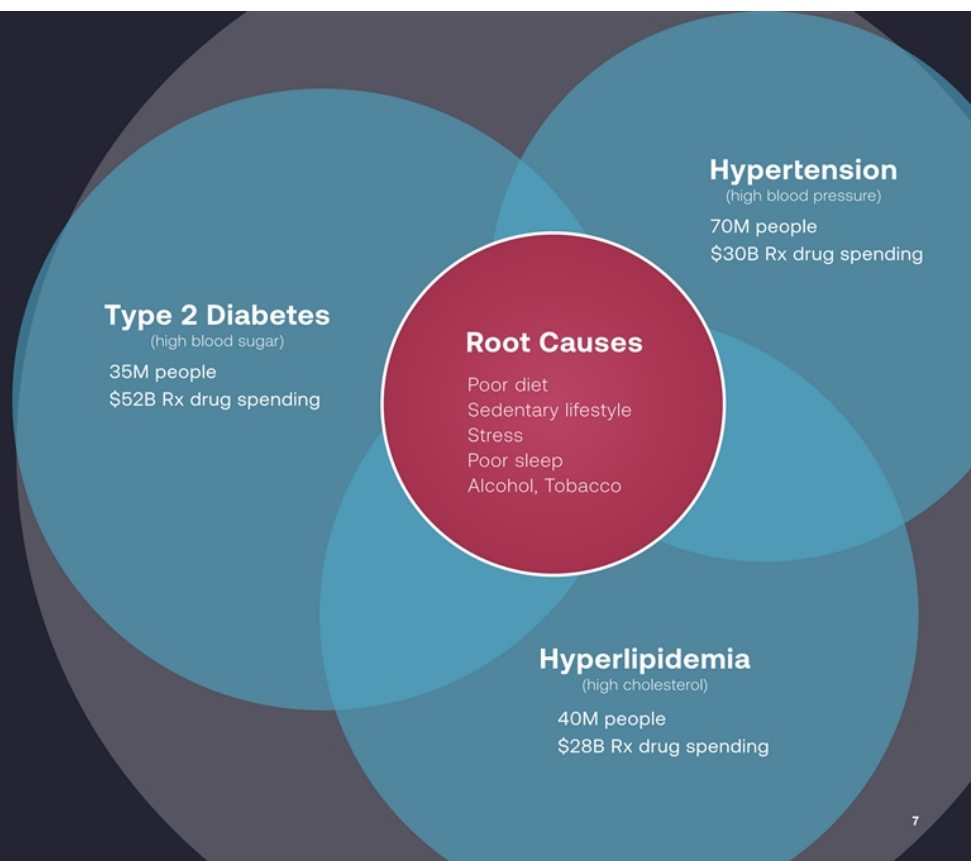 Hypertension
(high blood pressure)
70M people
$30B Rx drug spending
Type 2 Diabetes
(high blood sugar)
35M people
$52B Rx drug spending
Root Causes
Poor diet
Sedentary lifestyle
Stress
Poor sleep
Alcohol, Tobacco
Hyperlipidemia
(high cholesterol)
40M people
$28B Rx drug spending
7